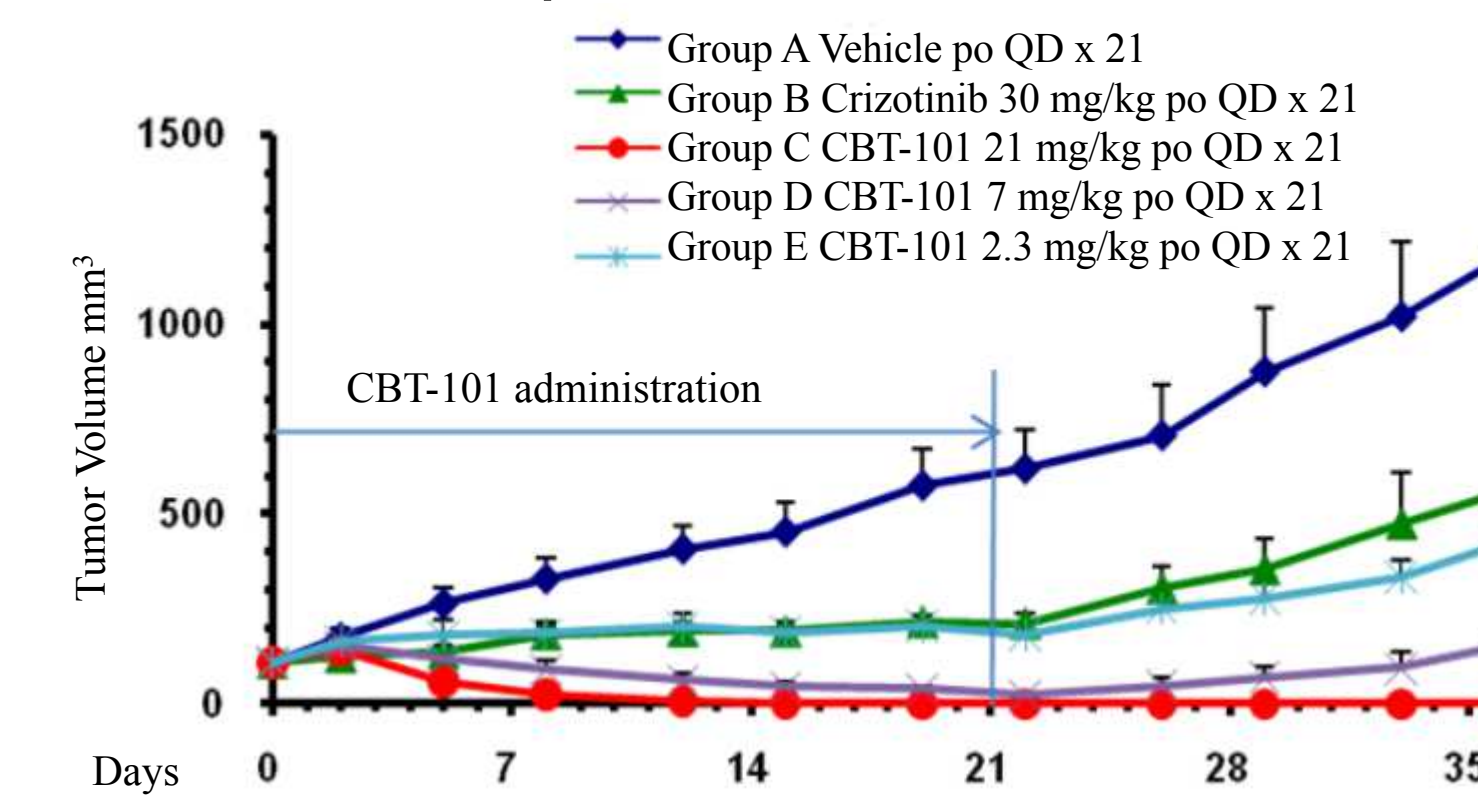 Group A Vehicle po QD x 21
Group B Crizotinib 30 mg/kg po QD x 21
Group C CBT-101 21 mg/kg po QD x 21
Group D CBT-101 7 mg/kg po QD x 21
Group E CBT-101 2.3 mg/kg po QD x 21
1500
1000
500
0
Tumor Volume mm³
CBT-101 administration
Days 0 7 14 21 28 35